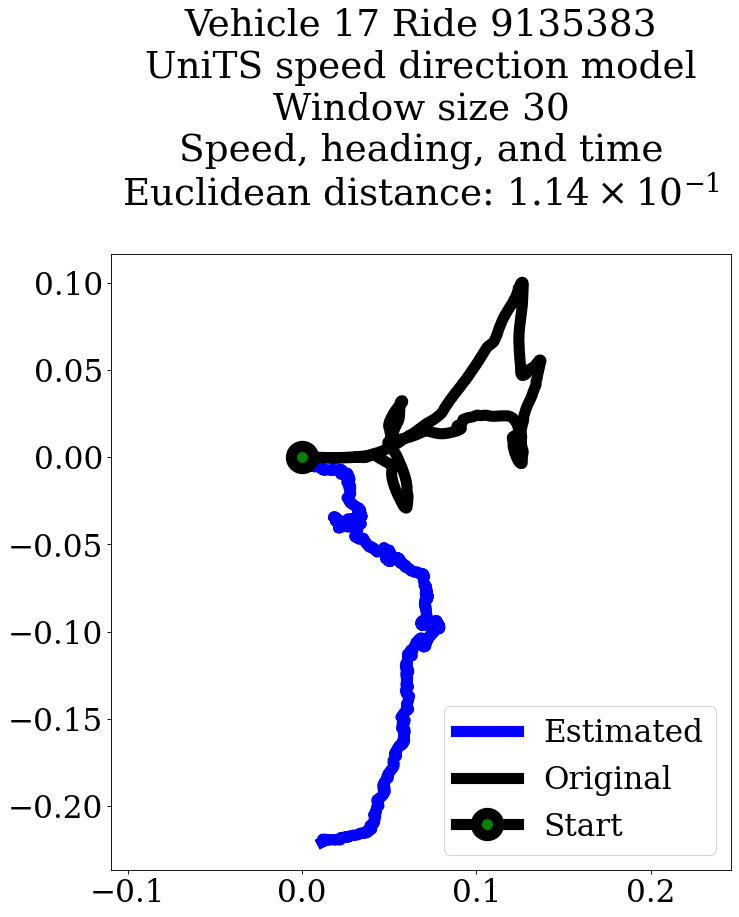 Vehicle 17 Ride 9135383
UniTS speed direction model
Window size 30
Speed, heading, and time
Euclidean distance: 1.14 × 10⁻¹
0.10
0.05
0.00
−0.05
−0.10
−0.15
−0.20
−0.1
0.0
0.1
0.2
Estimated
Original
Start